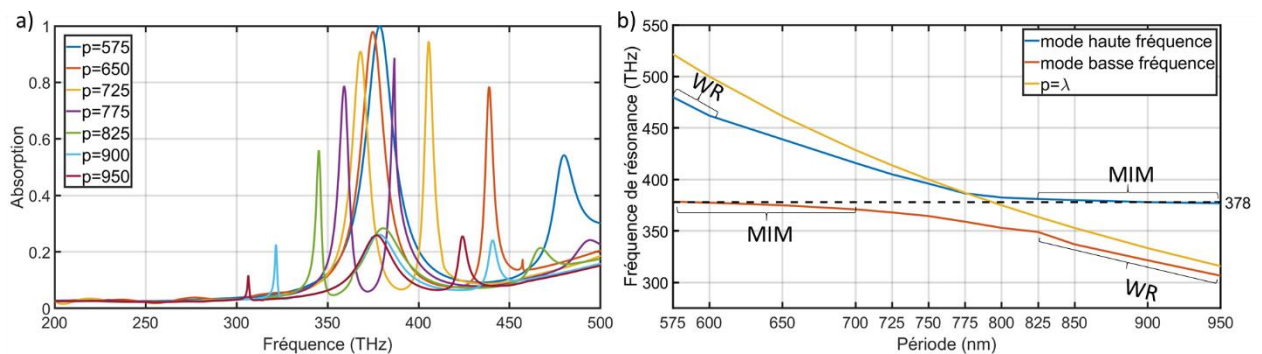 a)
1
0.8
0.6
0.4
0.2
0
Absorption
p=575
p=650
p=725
p=775
p=825
p=900
p=950
200 250 300 350 400 450 500
Fréquence (THz)
b)
550
500
450
400
350
300
Fréquence de résonance (THz)
mode haute fréquence
mode basse fréquence
p=λ
WR
MIM
378
MIM
WR
575 600 650 700 725 750 775 800 825 850 900 950
Période (nm)